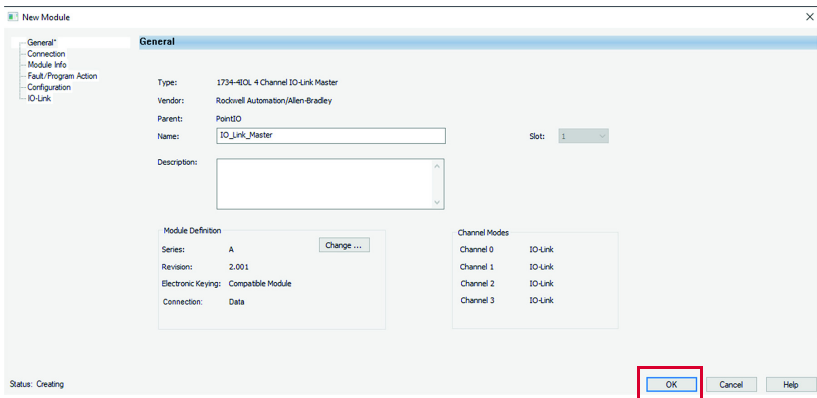 New Module
General*
Connection
Module Info
Fault/Program Action
Configuration
IO-Link
General
Type: 1734-4IOL 4 Channel IO-Link Master
Vendor: Rockwell Automation/Allen-Bradley
Parent: PointIO
Name: IO_Link_Master
Slot: 1
Description:
Module Definition
Change ...
Series: A
Revision: 2.001
Electronic Keying: Compatible Module
Connection: Data
Channel Modes
Channel 0 IO-Link
Channel 1 IO-Link
Channel 2 IO-Link
Channel 3 IO-Link
Status: Creating
OK Cancel Help